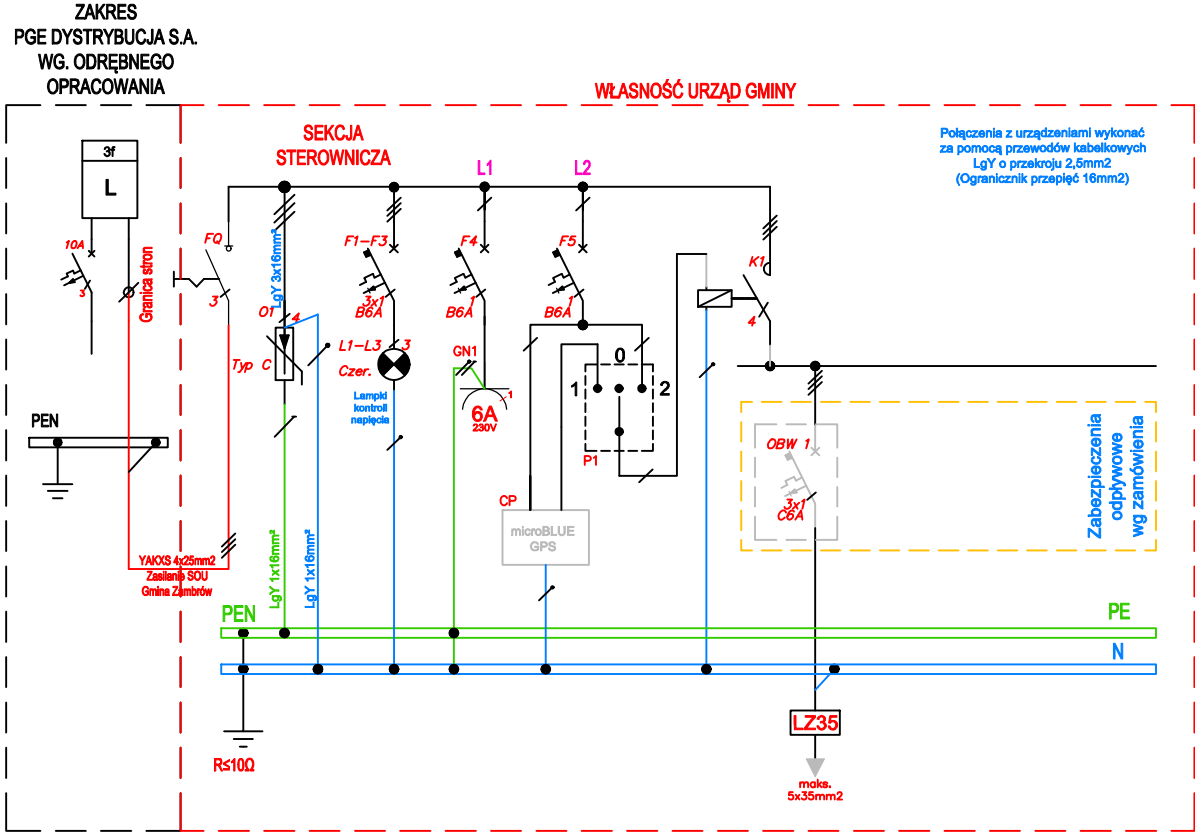 ZAKRES
PGE DYSTRYBUCJA S.A.
WG. ODRĘBNEGO
OPRACOWANIA
WŁASNOŚĆ URZĄD GMINY
SEKCJA
STEROWNICZA
Połączenia z urządzeniami wykonać
za pomocą przewodów kabelkowych
LgY o przekroju 2,5mm2
(Ogranicznik przepięć 16mm2)
3f
L
10A
3
Granica stron
PEN
FQ
3
LgY 3x16mm²
O1
4
Typ C
F1-F3
3x1
B6A
L1-L3
3
Czer.
Lampki
kontroli
napięcia
L1
F4
1
B6A
GN1
1
6A
230V
L2
F5
1
B6A
0
1
2
P1
CP
microBLUE
GPS
K1
4
OBW 1
3x1
C6A
Zabezpieczenia
odpływowe
wg zamówienia
YAKXS 4x25mm2
Zasilanie SOU
Gmina Zambrów
LgY 1x16mm²
LgY 1x16mm²
PEN
PE
N
R≤10Ω
LZ35
maks.
5x35mm2